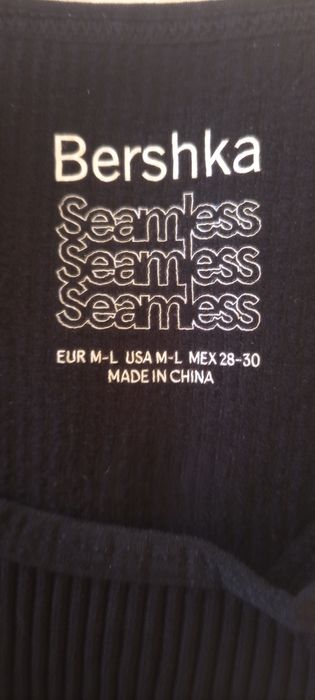 Bershka
Seamless
Seamless
Seamless
EUR M-L USA M-L MEX 28-30
MADE IN CHINA